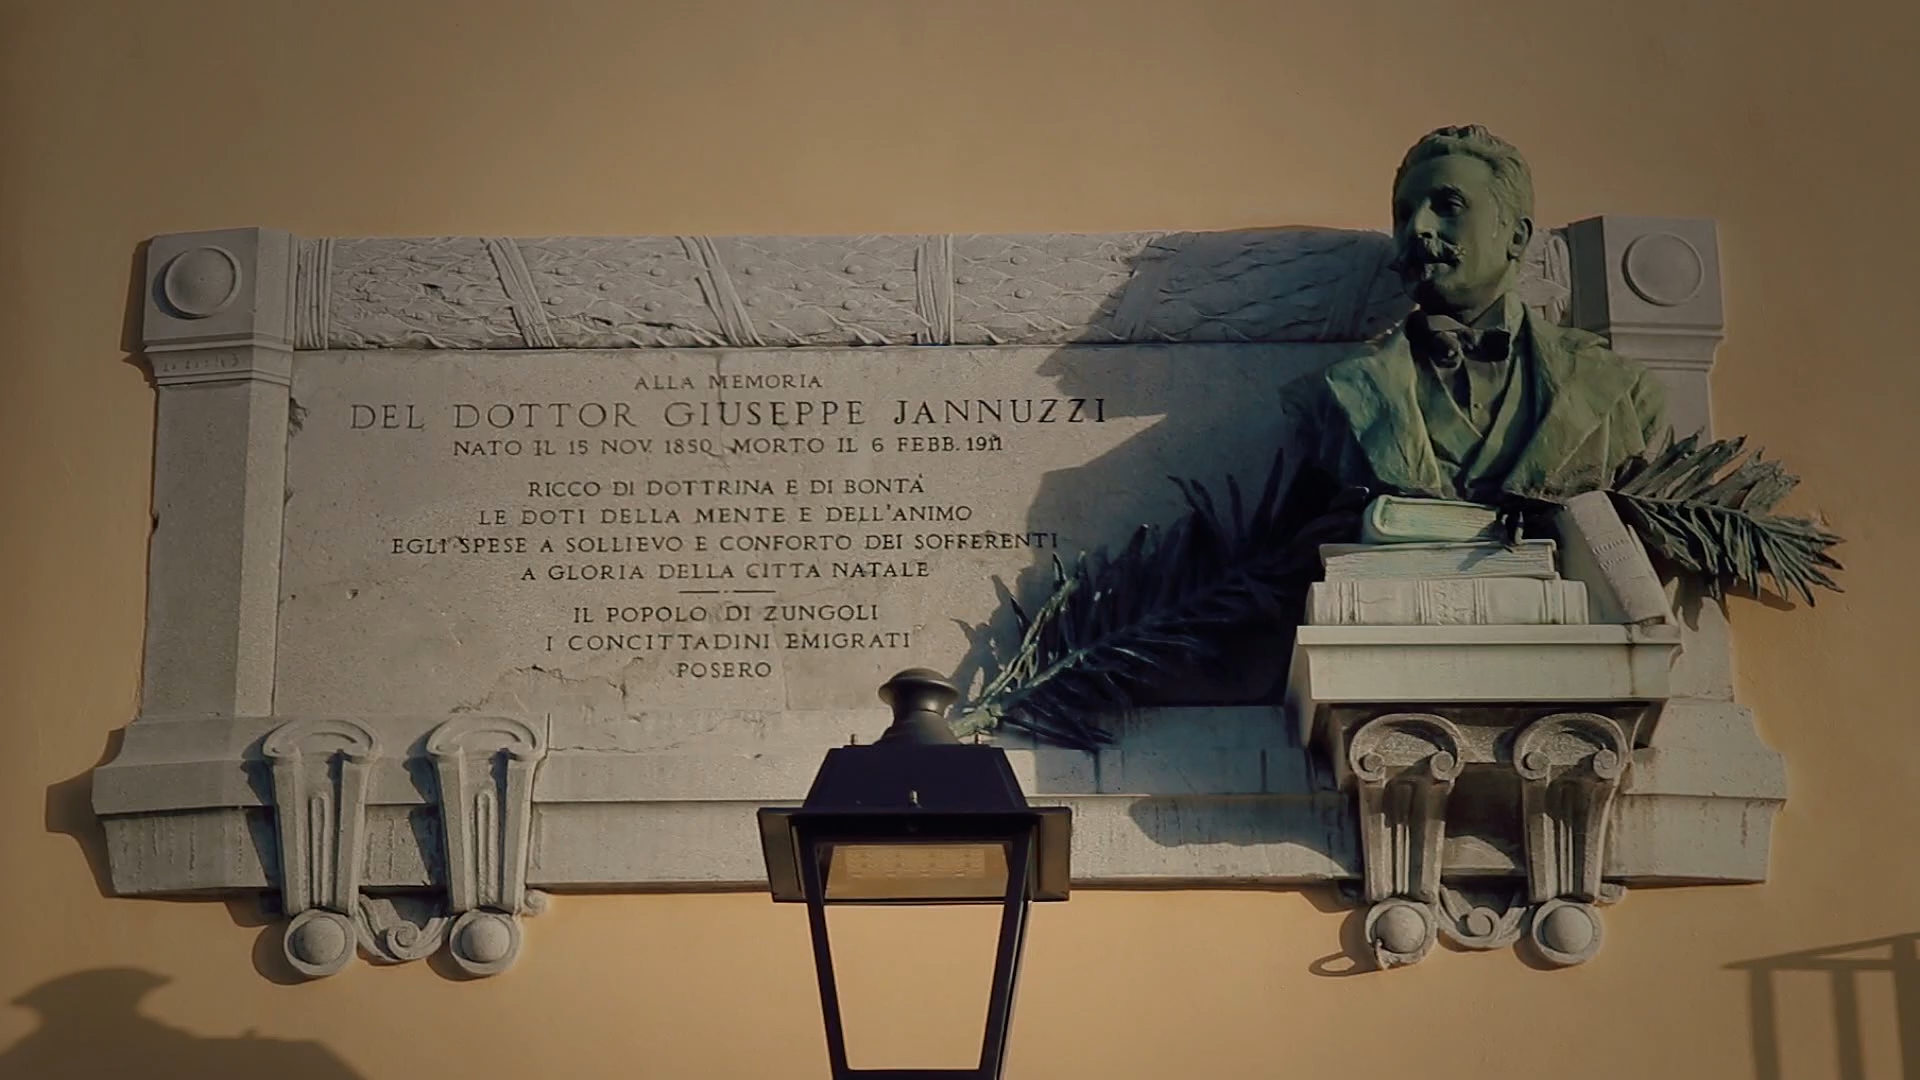 ALLA MEMORIA
DEL DOTTOR GIUSEPPE JANNUZZI
NATO IL 15 NOV. 1850 MORTO IL 6 FEBB. 1911
RICCO DI DOTTRINA E DI BONTA'
LE DOTI DELLA MENTE E DELL'ANIMO
EGLI SPESE A SOLLIEVO E CONFORTO DEI SOFFERENTI
A GLORIA DELLA CITTA NATALE
IL POPOLO DI ZUNGOLI
I CONCITTADINI EMIGRATI
POSERO